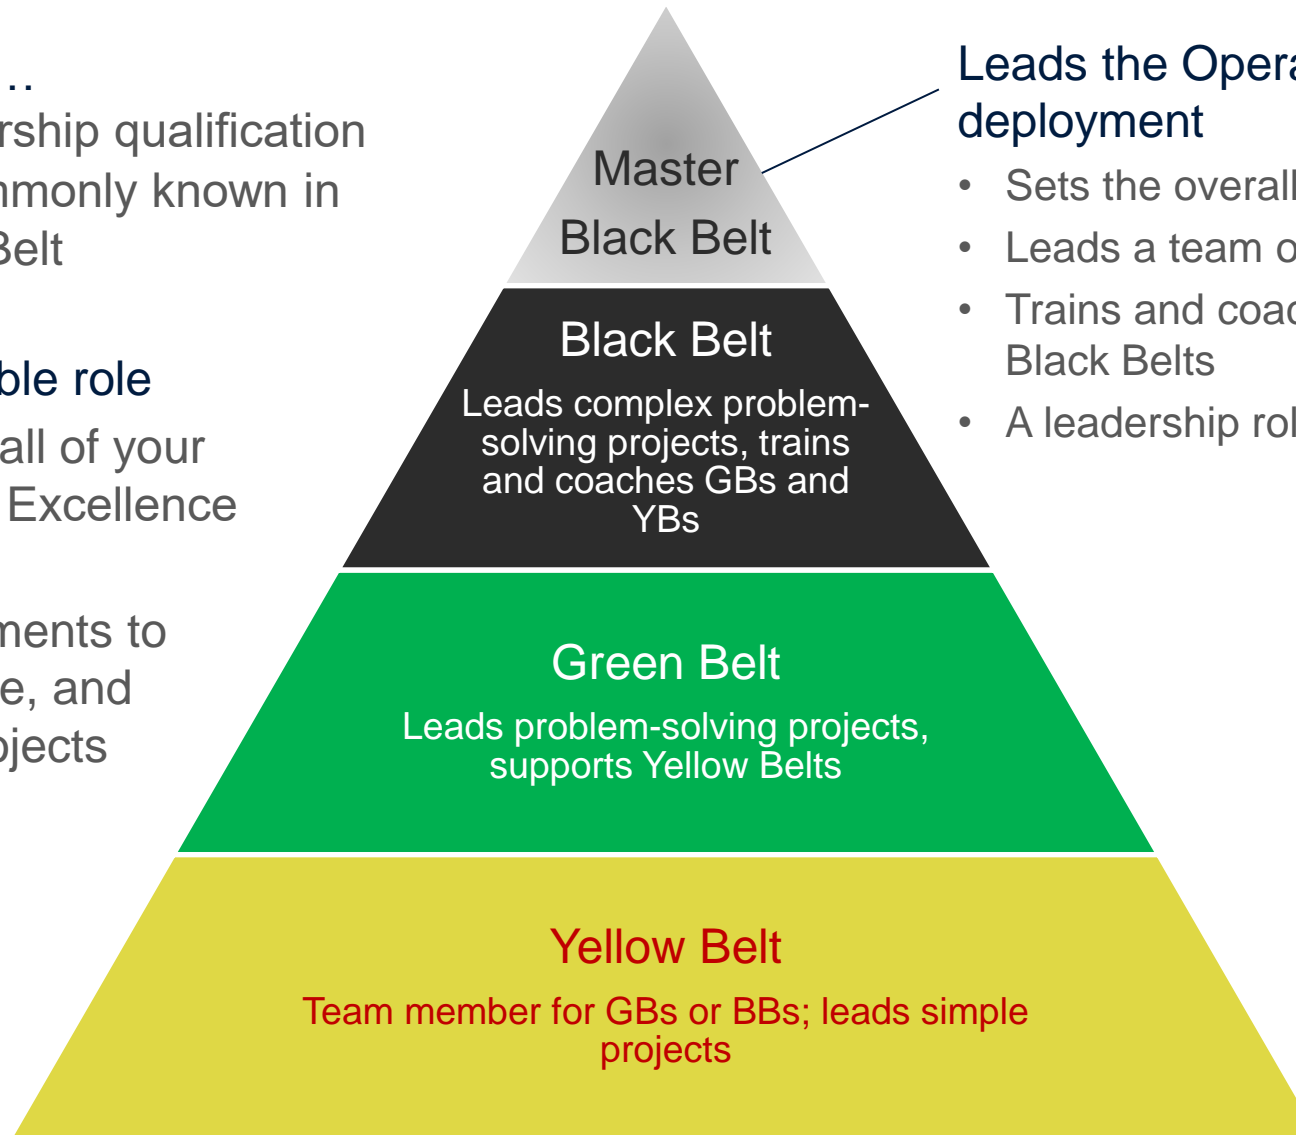 …
rship qualification
mmonly known in
Belt
ble role
all of your
Excellence
ments to
e, and
ojects
Master
Black Belt
Black Belt
Leads complex problem-
solving projects, trains
and coaches GBs and
YBs
Green Belt
Leads problem-solving projects,
supports Yellow Belts
Yellow Belt
Team member for GBs or BBs; leads simple
projects
Leads the Opera
deployment
• Sets the overall
• Leads a team o
• Trains and coac
Black Belts
• A leadership rol